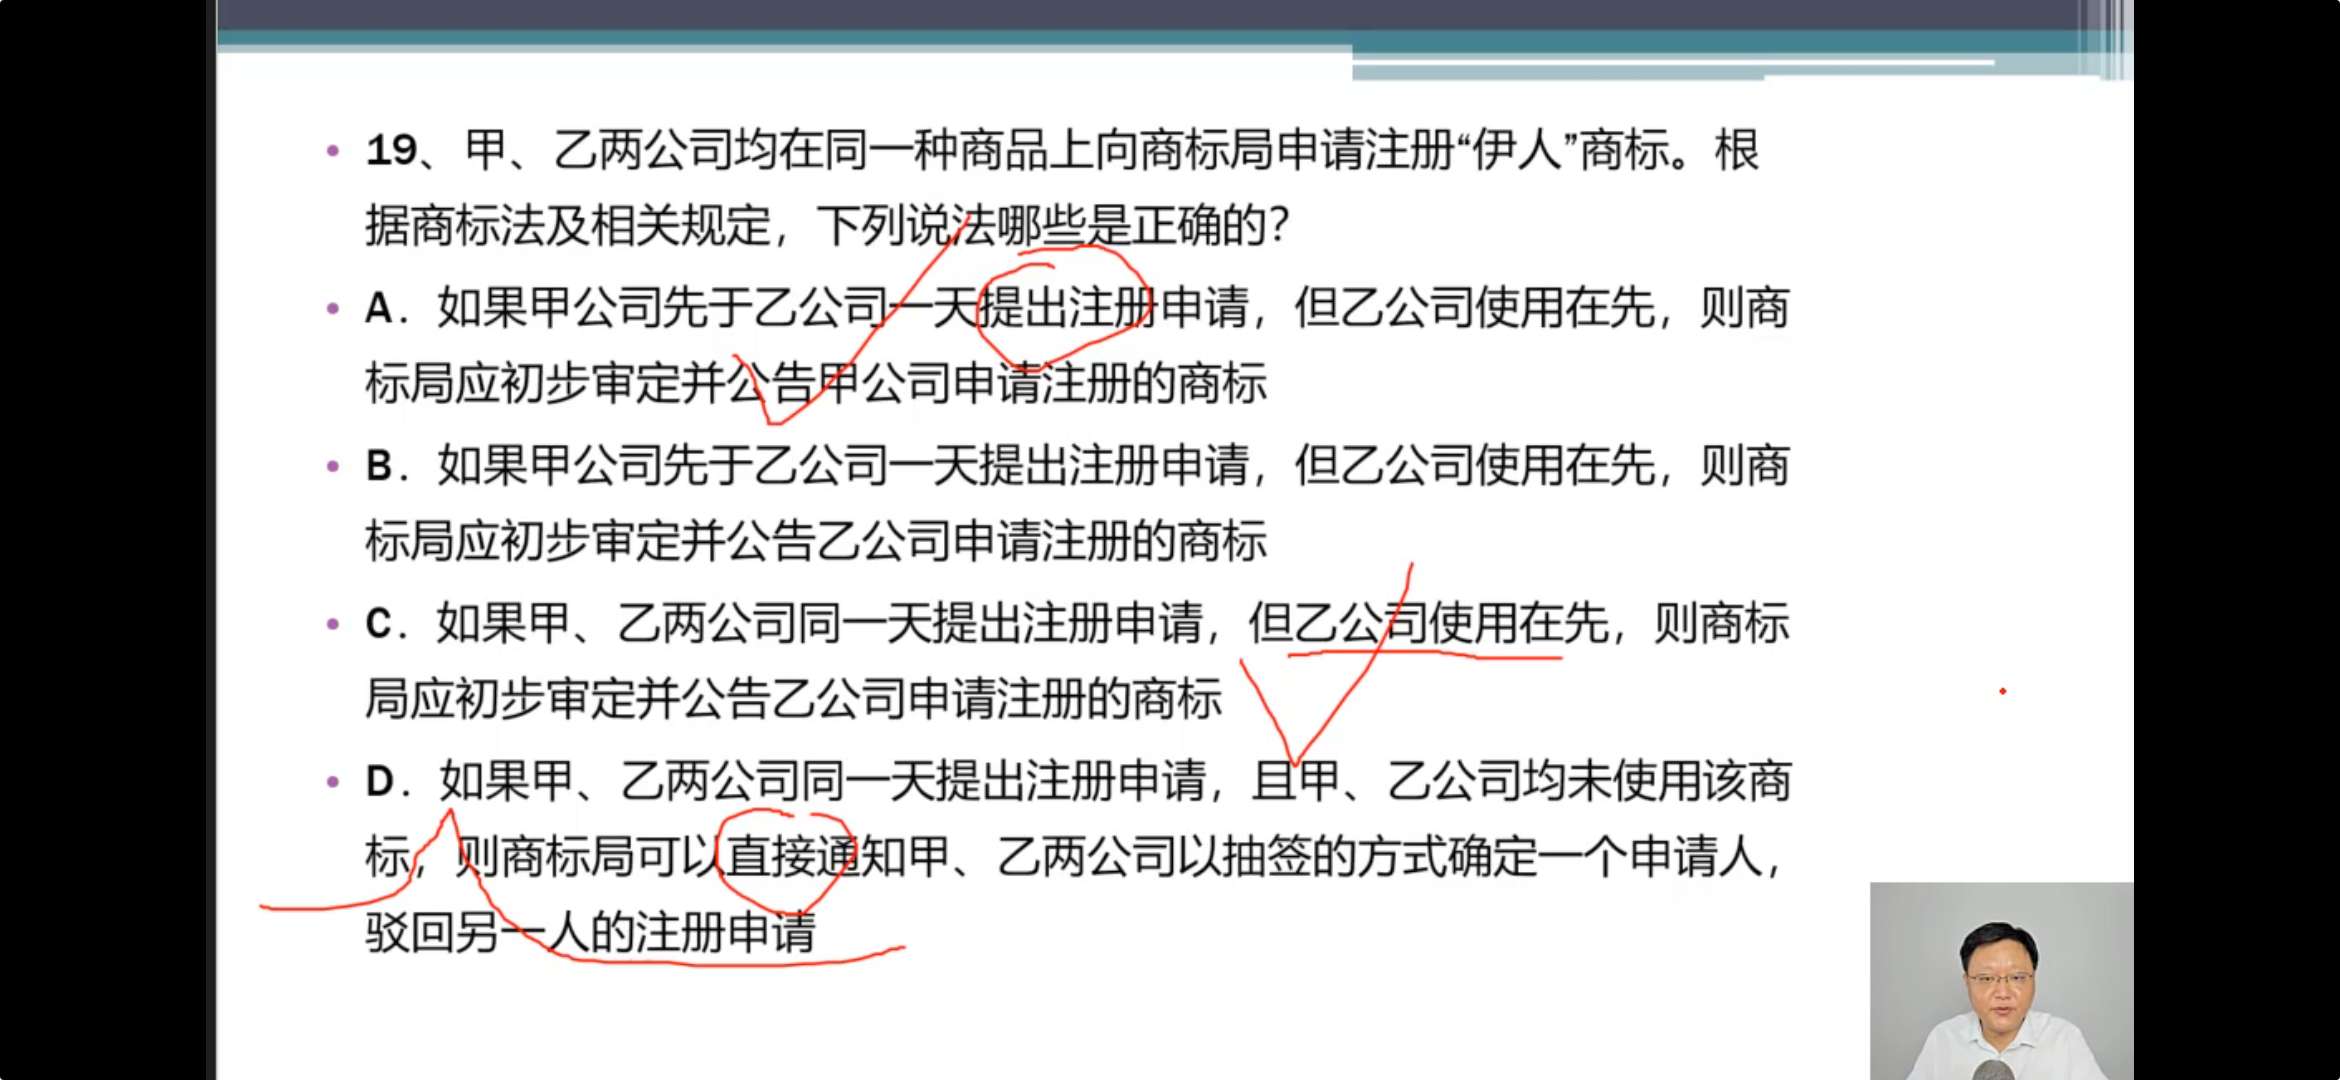 19、甲、乙两公司均在同一种商品上向商标局申请注册“伊人”商标。根
据商标法及相关规定，下列说法哪些是正确的？
A．如果甲公司先于乙公司一天提出注册申请，但乙公司使用在先，则商
标局应初步审定并公告甲公司申请注册的商标
B．如果甲公司先于乙公司一天提出注册申请，但乙公司使用在先，则商
标局应初步审定并公告乙公司申请注册的商标
C．如果甲、乙两公司同一天提出注册申请，但乙公司使用在先，则商标
局应初步审定并公告乙公司申请注册的商标
D．如果甲、乙两公司同一天提出注册申请，且甲、乙公司均未使用该商
标，则商标局可以直接通知甲、乙两公司以抽签的方式确定一个申请人，
驳回另一人的注册申请